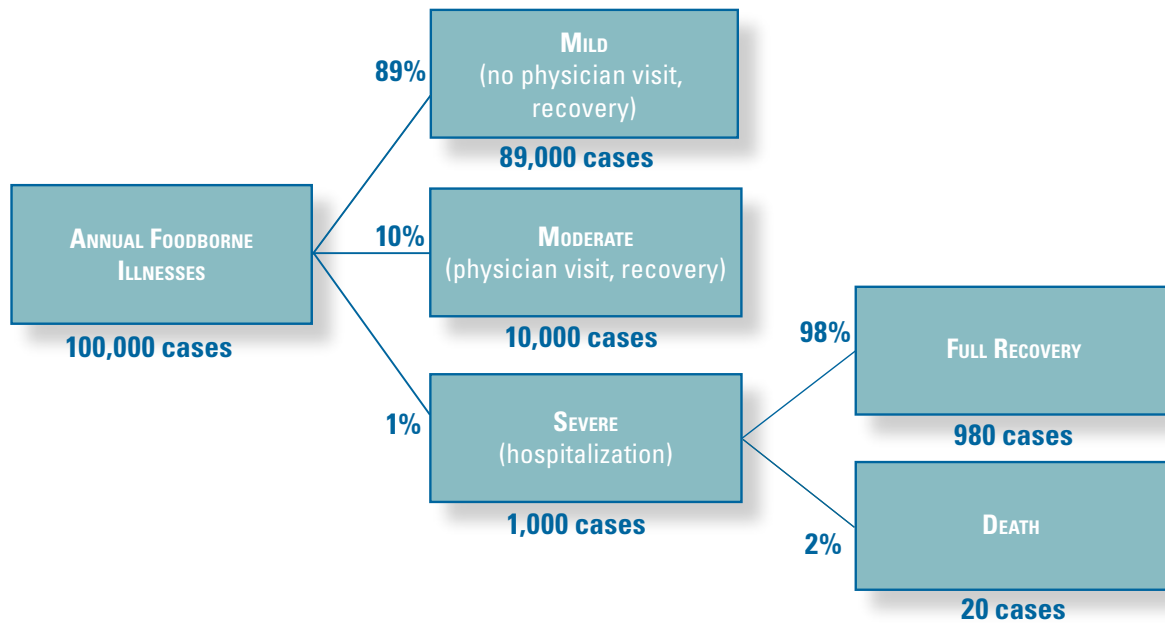 89%
MILD
(no physician visit,
recovery)
89,000 cases
ANNUAL FOODBORNE
ILLNESSES
100,000 cases
10%
MODERATE
(physician visit, recovery)
10,000 cases
1%
SEVERE
(hospitalization)
1,000 cases
98%
FULL RECOVERY
980 cases
2%
DEATH
20 cases